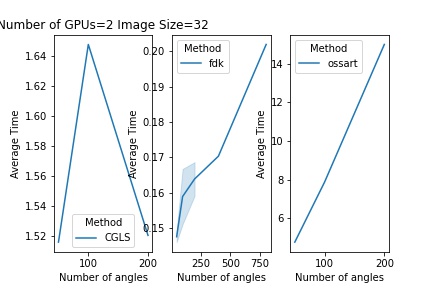 Number of GPUs=2 Image Size=32
Average Time
1.64
1.62
1.60
1.58
1.56
1.54
1.52
Method
CGLS
100
200
Number of angles
Average Time
0.20
0.19
0.18
0.17
0.16
0.15
Method
fdk
250
500
750
Number of angles
Average Time
14
12
10
8
6
Method
ossart
100
200
Number of angles